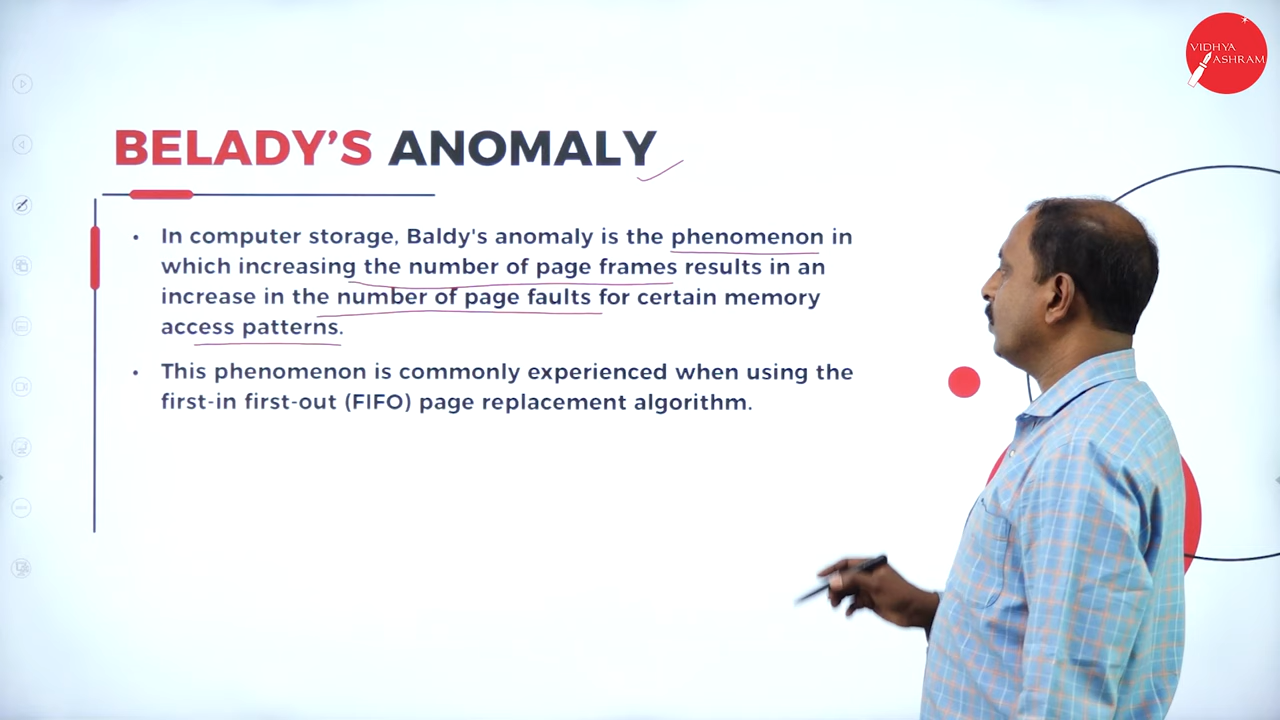 VIDHYA
ASHRAM
BELADY'S ANOMALY
• In computer storage, Baldy's anomaly is the phenomenon in
which increasing the number of page frames results in an
increase in the number of page faults for certain memory
access patterns.
• This phenomenon is commonly experienced when using the
first-in first-out (FIFO) page replacement algorithm.